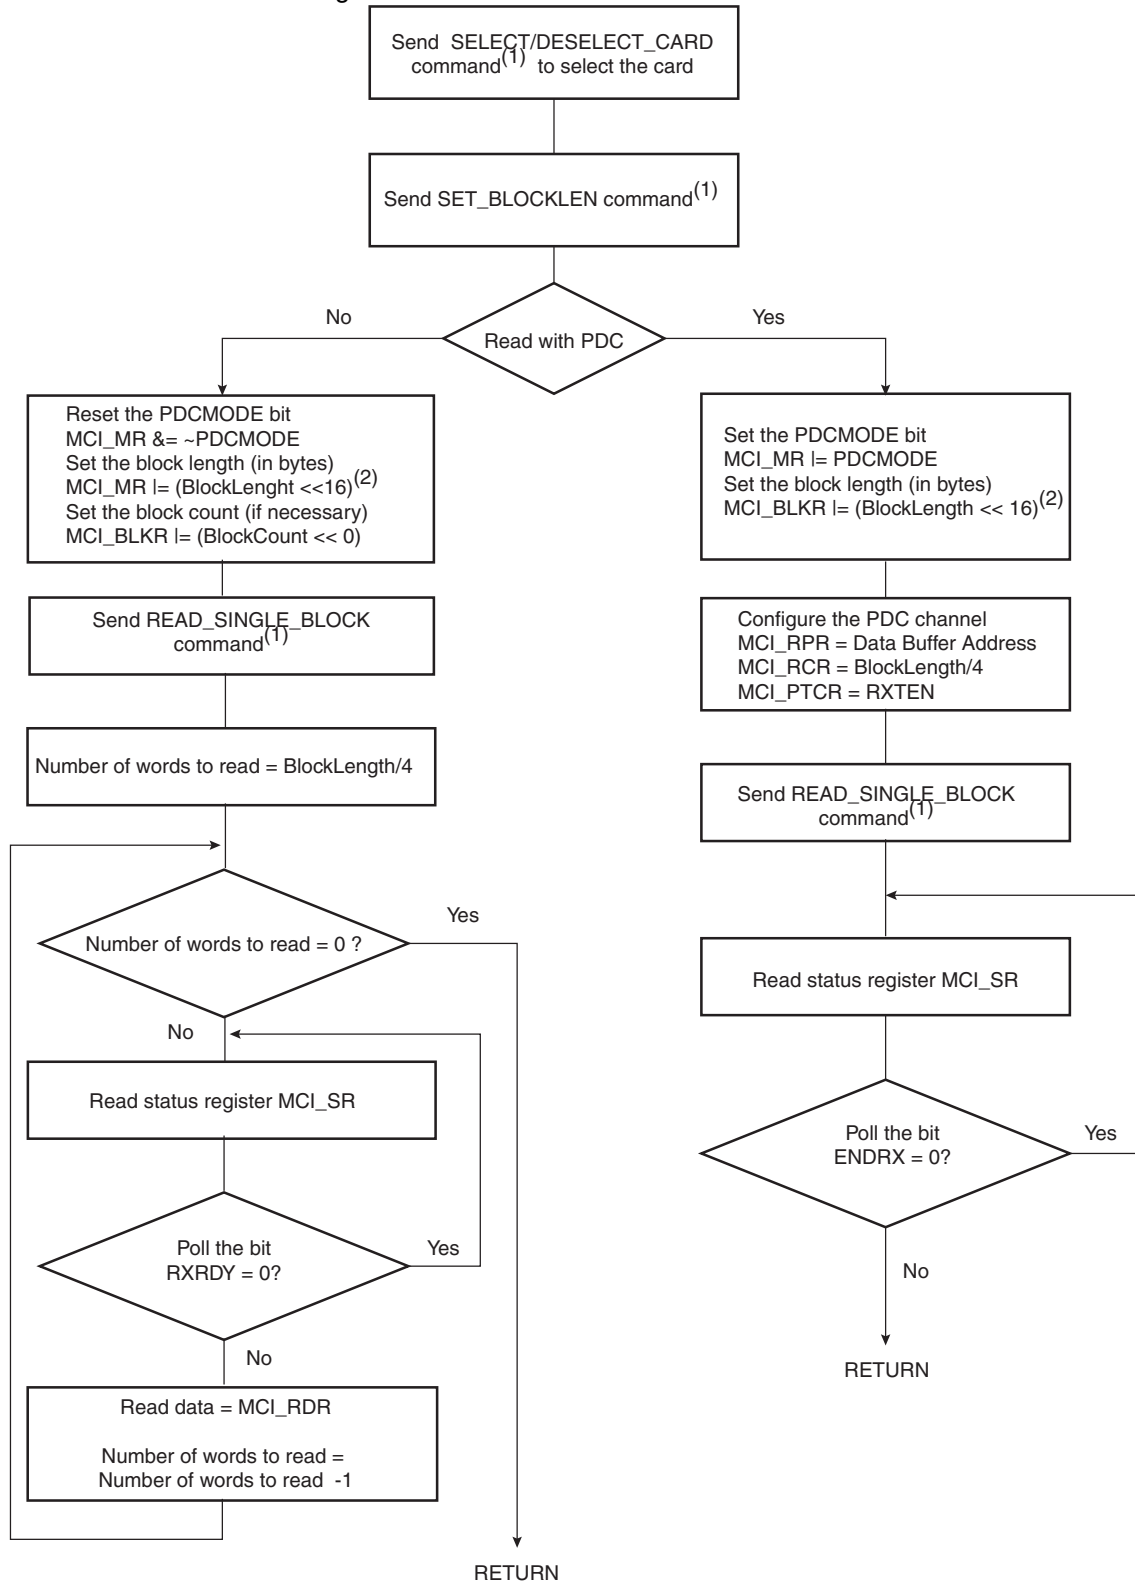 Send SELECT/DESELECT_CARD
command(1) to select the card
Send SET_BLOCKLEN command(1)
No
Yes
Read with PDC
Reset the PDCMODE bit
MCI_MR &= ~PDCMODE
Set the block length (in bytes)
MCI_MR |= (BlockLenght <<16)(2)
Set the block count (if necessary)
MCI_BLKR |= (BlockCount << 0)
Send READ_SINGLE_BLOCK
command(1)
Number of words to read = BlockLength/4
Number of words to read = 0 ?
Yes
No
Read status register MCI_SR
Poll the bit
RXRDY = 0?
Yes
No
Read data = MCI_RDR
Number of words to read =
Number of words to read -1
RETURN
Set the PDCMODE bit
MCI_MR |= PDCMODE
Set the block length (in bytes)
MCI_BLKR |= (BlockLength << 16)(2)
Configure the PDC channel
MCI_RPR = Data Buffer Address
MCI_RCR = BlockLength/4
MCI_PTCR = RXTEN
Send READ_SINGLE_BLOCK
command(1)
Read status register MCI_SR
Poll the bit
ENDRX = 0?
Yes
No
RETURN